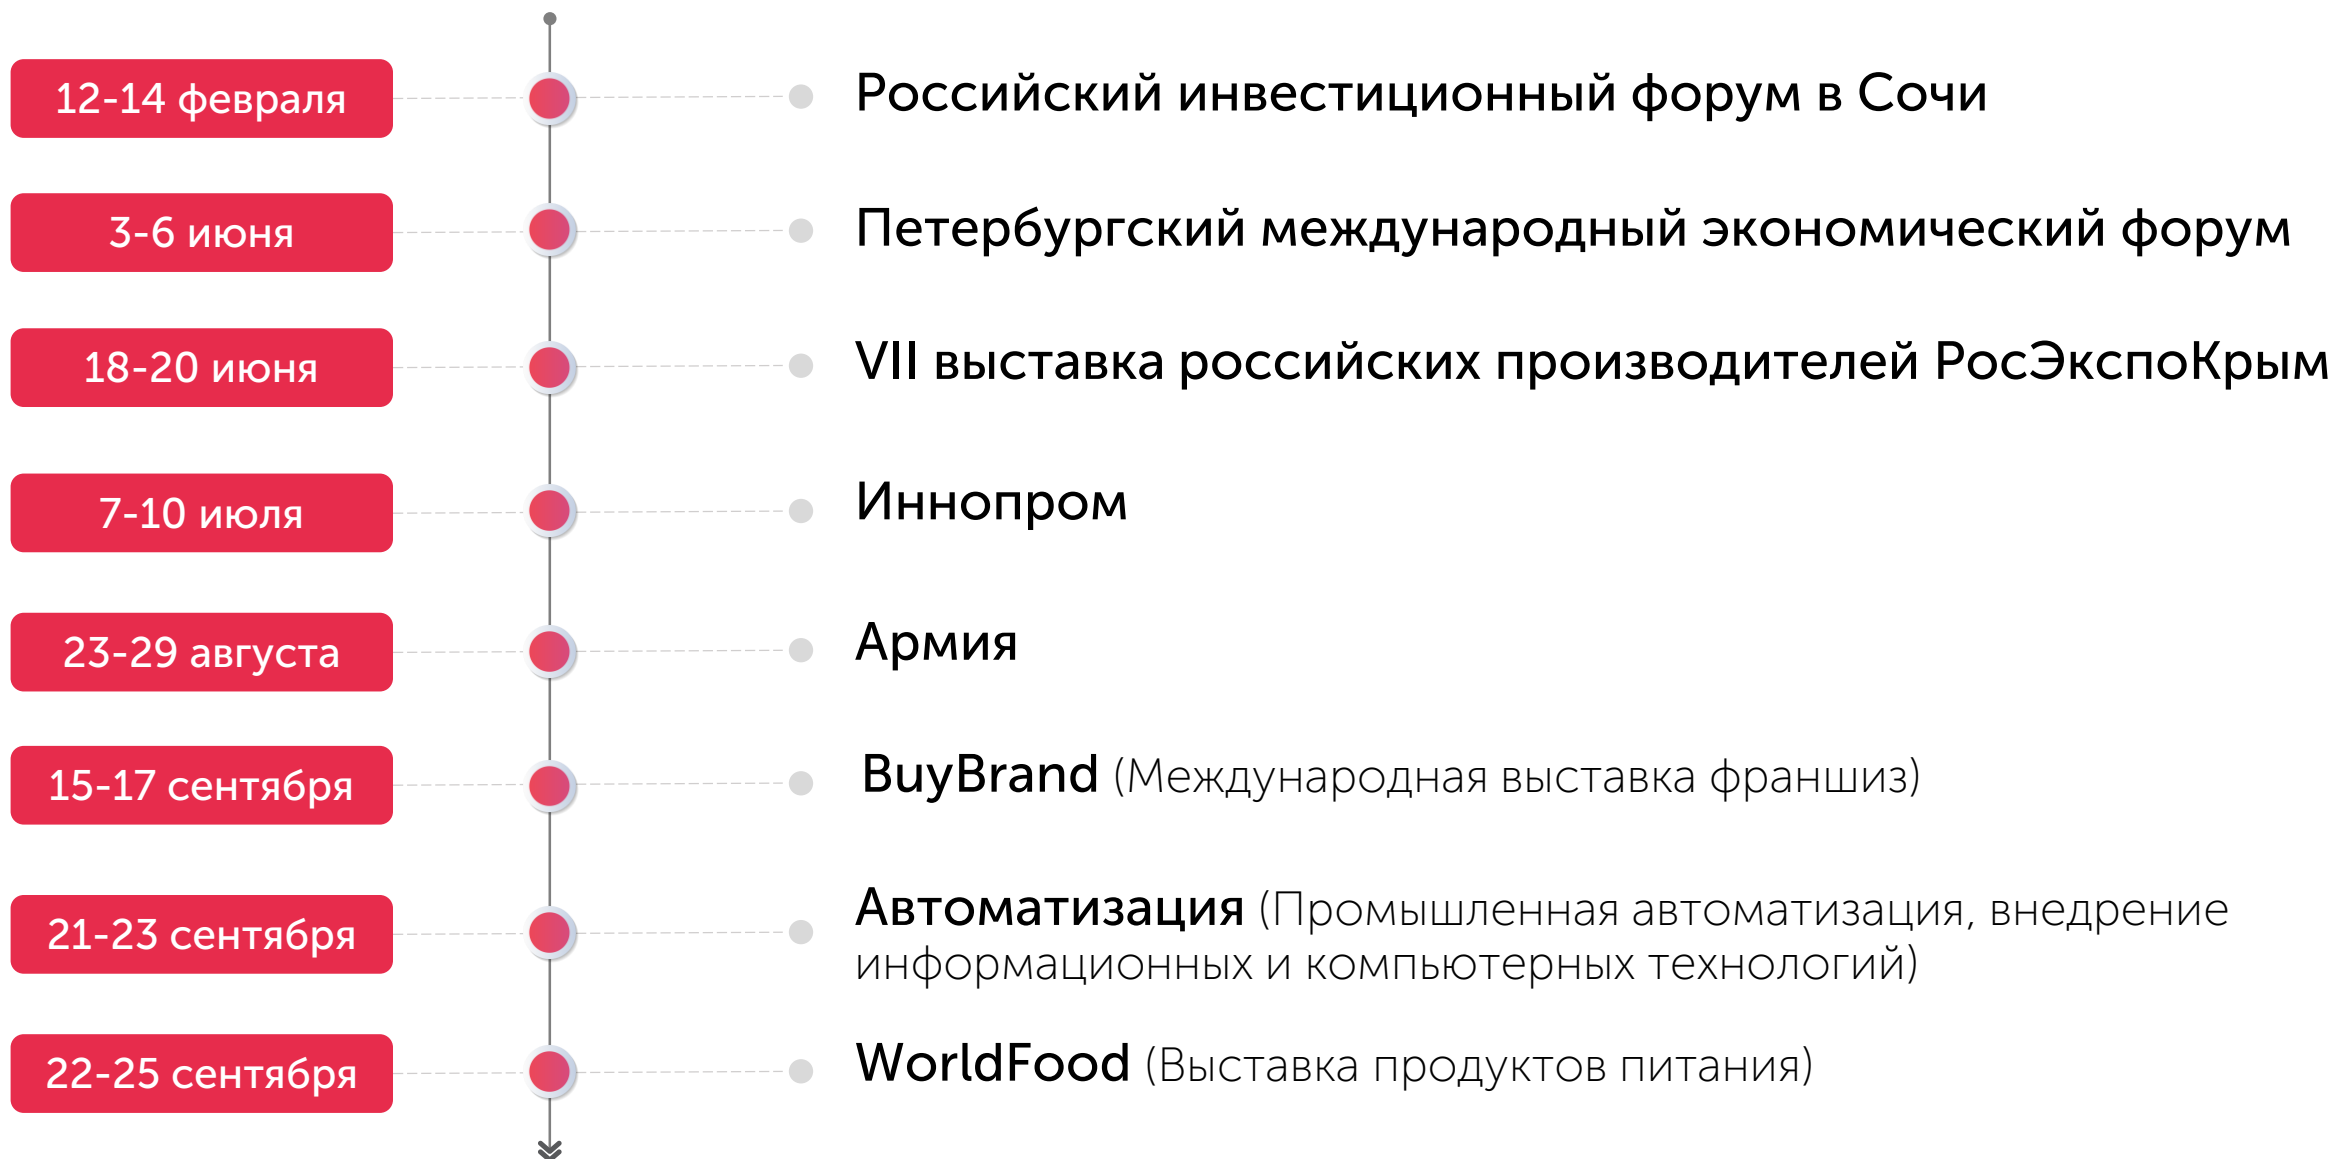 12-14 февраля
Российский инвестиционный форум в Сочи
3-6 июня
Петербургский международный экономический форум
18-20 июня
VII выставка российских производителей РосЭкспоКрым
7-10 июля
Иннопром
23-29 августа
Армия
15-17 сентября
BuyBrand (Международная выставка франшиз)
21-23 сентября
Автоматизация (Промышленная автоматизация, внедрение
информационных и компьютерных технологий)
22-25 сентября
WorldFood (Выставка продуктов питания)